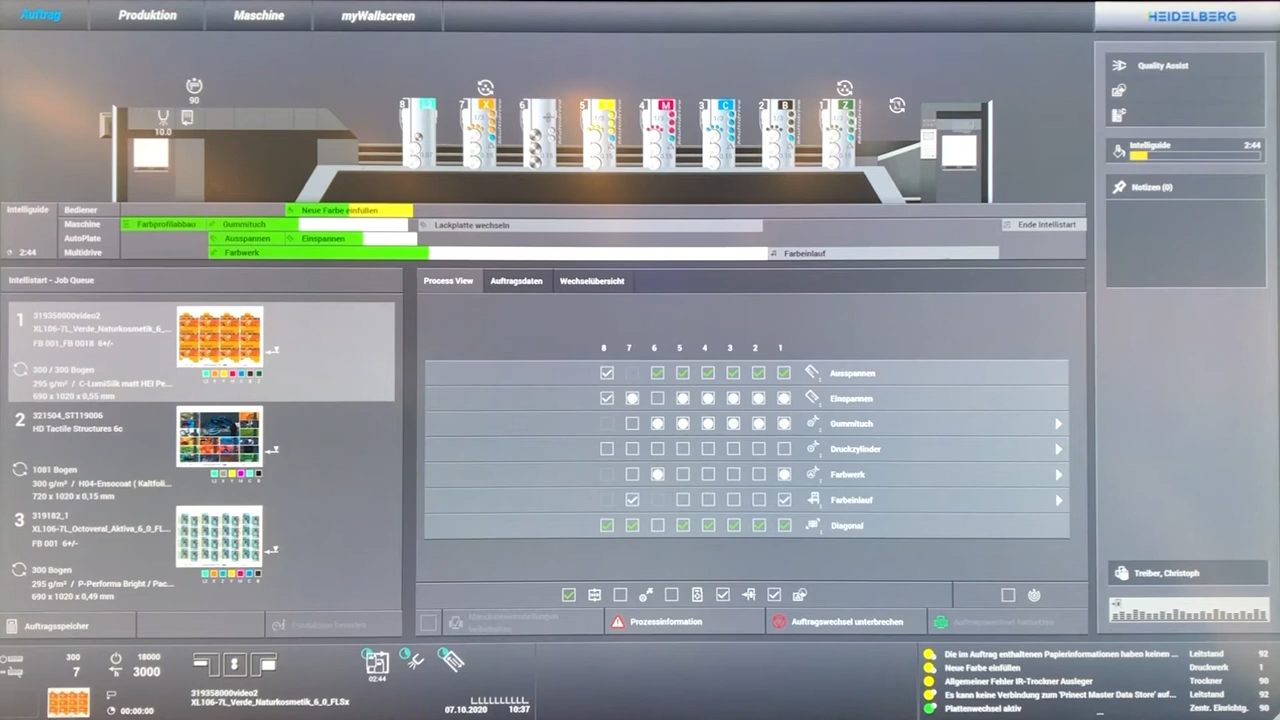 Auftrag
Produktion
Maschine
myWallscreen
HEIDELBERG
Quality Assist
Intelliguide 2:44
Notizen (0)
90
10.0
8 7 X 6 5 4 M 3 C 2 B 1 Z
Intelliguide
Bediener
Neue Farbe einfüllen
Maschine
Farbprofilabbau
Gummituch
Lackplatte wechseln
Ende Intellistart
AutoPlate
Ausspannen
Einspannen
2:44
Multidrive
Farbwerk
Farbeinlauf
Intellistart - Job Queue
1
319358000video2
XL106-7L_Verde_Naturkosmetik_6_...
FB 001_FB 0018 6+/-
300 / 300 Bogen
295 g/m² / C-LumiSilk matt HEI Pe...
690 x 1020 x 0,55 mm
2
321504_ST119006
HD Tactile Structures 6c
1081 Bogen
300 g/m² / H04-Ensocoat ( Kaltfoli...
720 x 1020 x 0,15 mm
3
319182_1
XL106-7L_Octoveral_Aktiva_6_0_FL...
FB 001 6+/-
300 Bogen
295 g/m² / P-Performa Bright / Pac...
690 x 1020 x 0,49 mm
Auftragsspeicher
Process View
Auftragsdaten
Wechselübersicht
8 7 6 5 4 3 2 1
Ausspannen
Einspannen
Gummituch
Druckzylinder
Farbwerk
Farbeinlauf
Diagonal
Prozessinformation
Auftragswechsel unterbrechen
Treiber, Christoph
300
7
18000
3000
00:00:00
319358000video2
XL106-7L_Verde_Naturkosmetik_6_0_FLSx
02:44
07.10.2020
10:37
Die im Auftrag enthaltenen Papierinformationen haben keinen ... Leitstand 92
Neue Farbe einfüllen Druckwerk 1
Allgemeiner Fehler IR-Trockner Ausleger Trockner 90
Es kann keine Verbindung zum 'Prinect Master Data Store' auf... Leitstand 92
Plattenwechsel aktiv Zentr. Einrichtg. 90